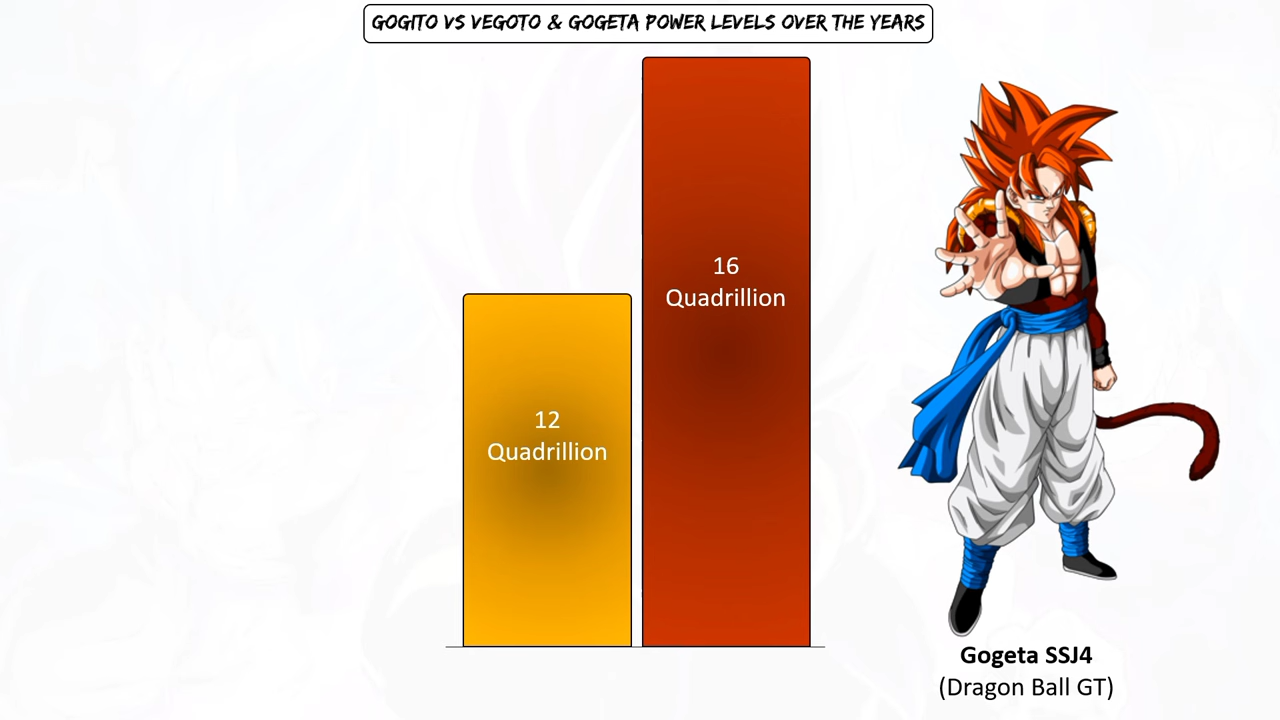 GOGITO VS VEGOTO & GOGETA POWER LEVELS OVER THE YEARS
12
Quadrillion
16
Quadrillion
Gogeta SSJ4
(Dragon Ball GT)